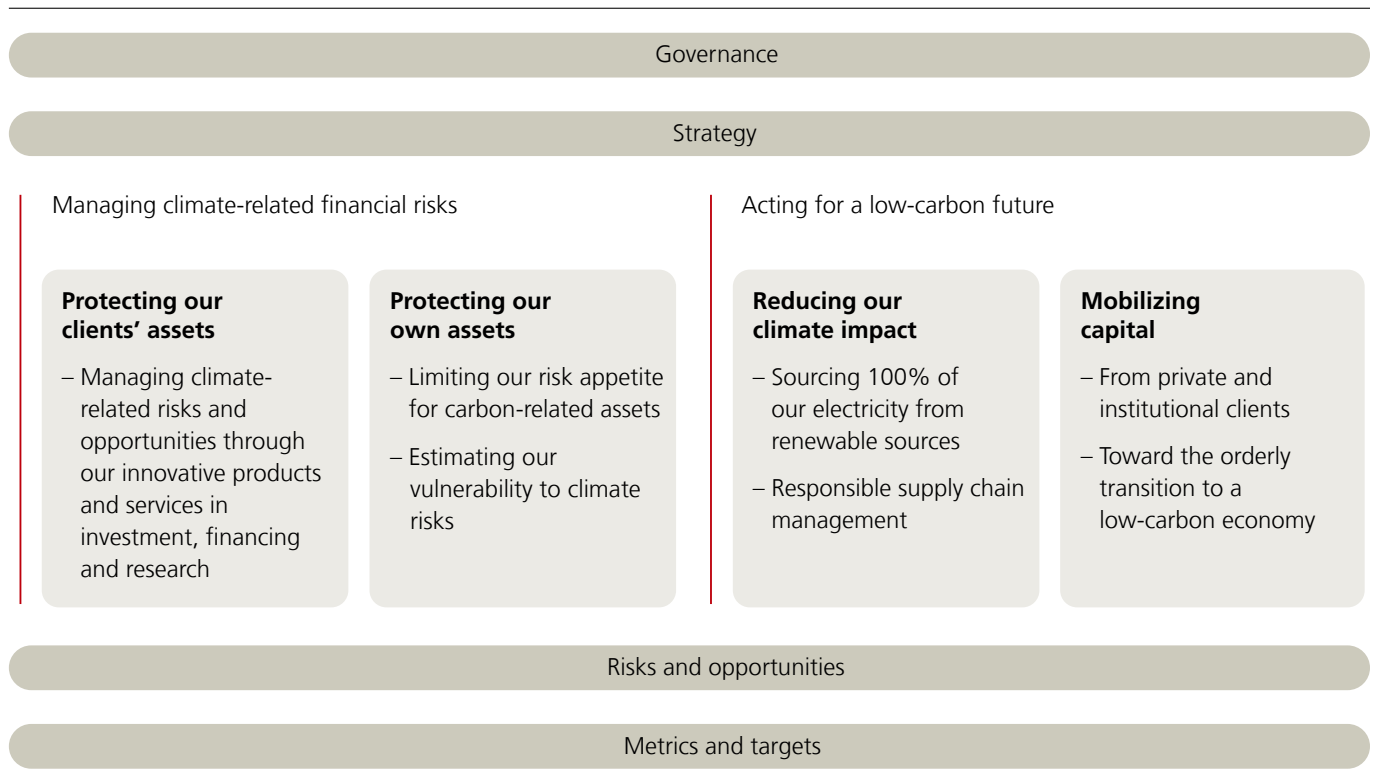 Governance
Strategy
Managing climate-related financial risks
Protecting our
clients’ assets
– Managing climate-
related risks and
opportunities through
our innovative products
and services in
investment, financing
and research
Protecting our
own assets
– Limiting our risk appetite
for carbon-related assets
– Estimating our
vulnerability to climate
risks
Acting for a low-carbon future
Reducing our
climate impact
– Sourcing 100% of
our electricity from
renewable sources
– Responsible supply chain
management
Mobilizing
capital
– From private and
institutional clients
– Toward the orderly
transition to a
low-carbon economy
Risks and opportunities
Metrics and targets